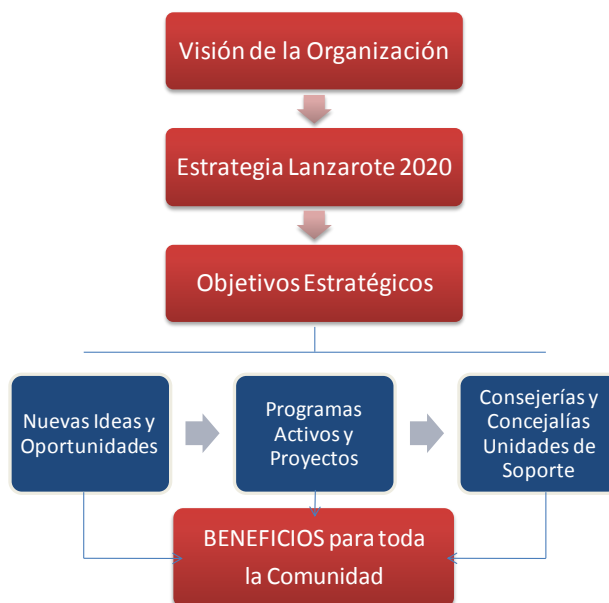 Visión de la Organización
Estrategia Lanzarote 2020
Objetivos Estratégicos
Nuevas Ideas y
Oportunidades
Programas
Activos y
Proyectos
Consejerías y
Concejalías
Unidades de
Soporte
BENEFICIOS para toda
la Comunidad